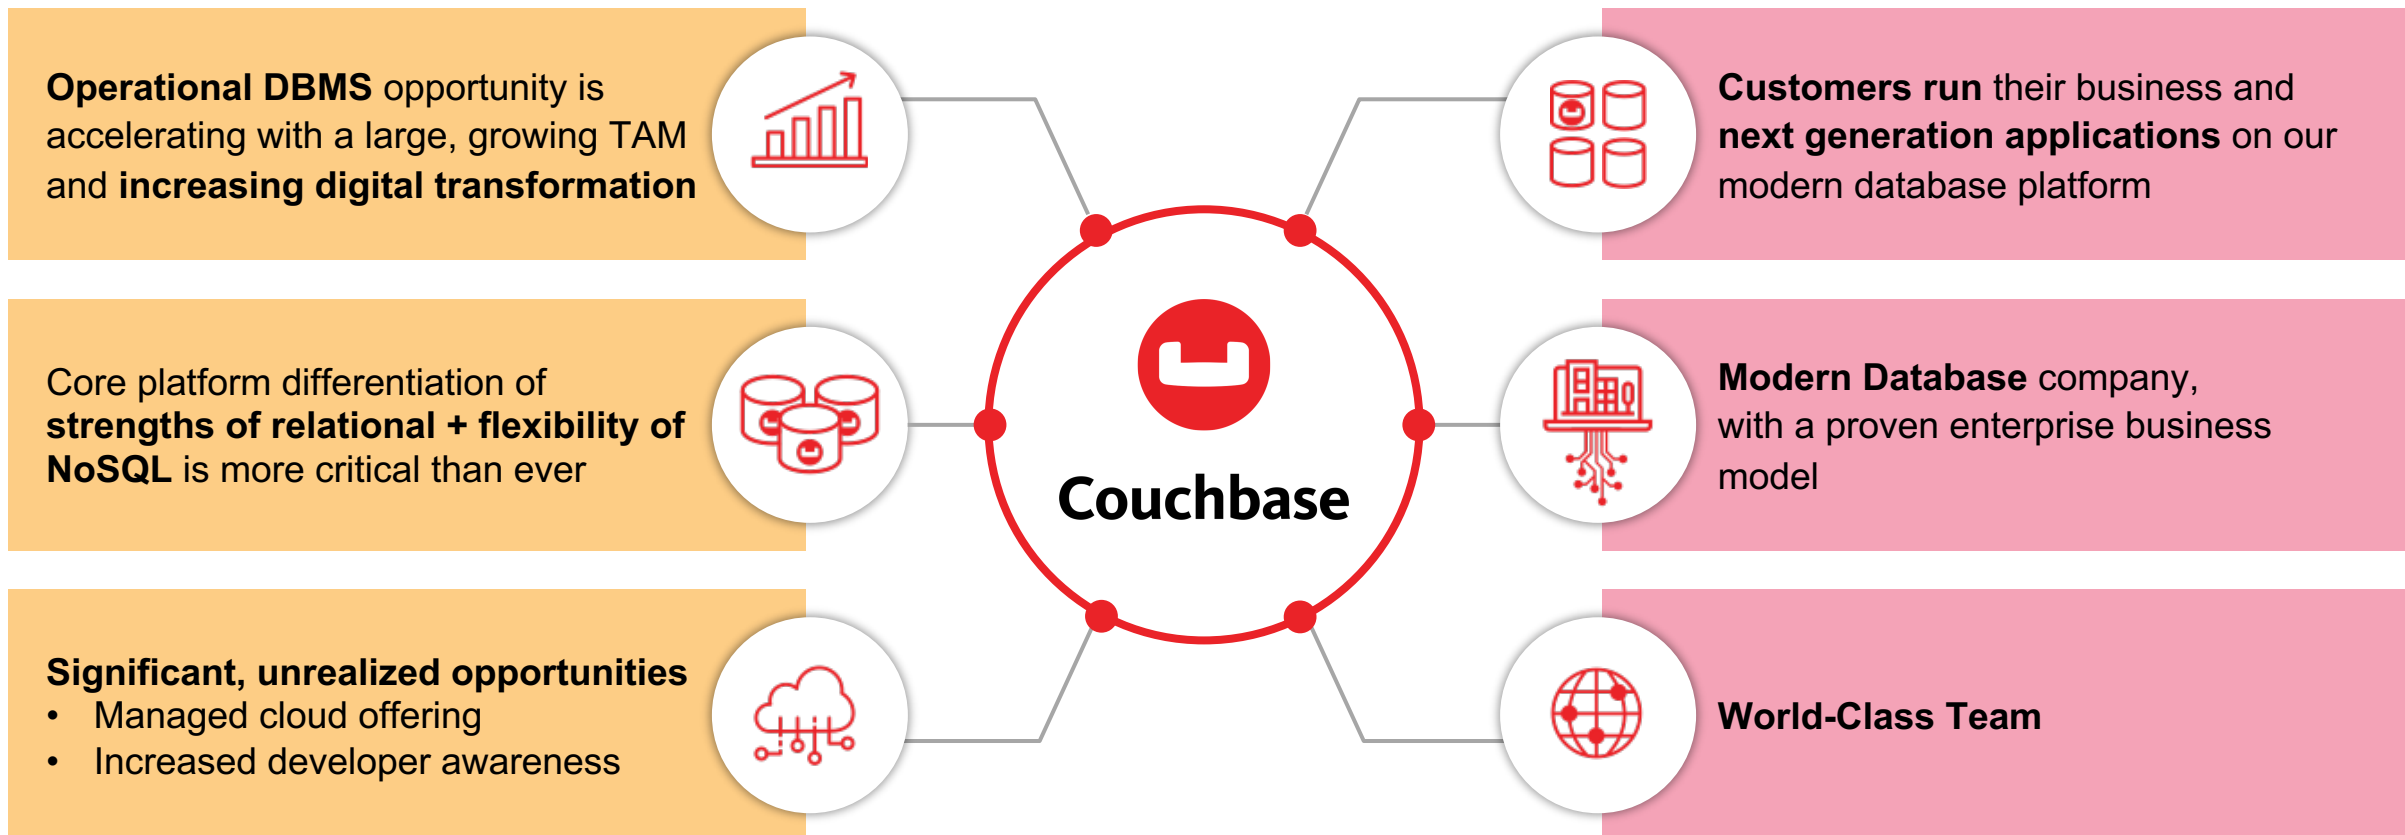 Operational DBMS opportunity is
accelerating with a large, growing TAM
and increasing digital transformation
Core platform differentiation of
strengths of relational + flexibility of
NoSQL is more critical than ever
Significant, unrealized opportunities
• Managed cloud offering
• Increased developer awareness
Couchbase
Customers run their business and
next generation applications on our
modern database platform
Modern Database company,
with a proven enterprise business
model
World-Class Team